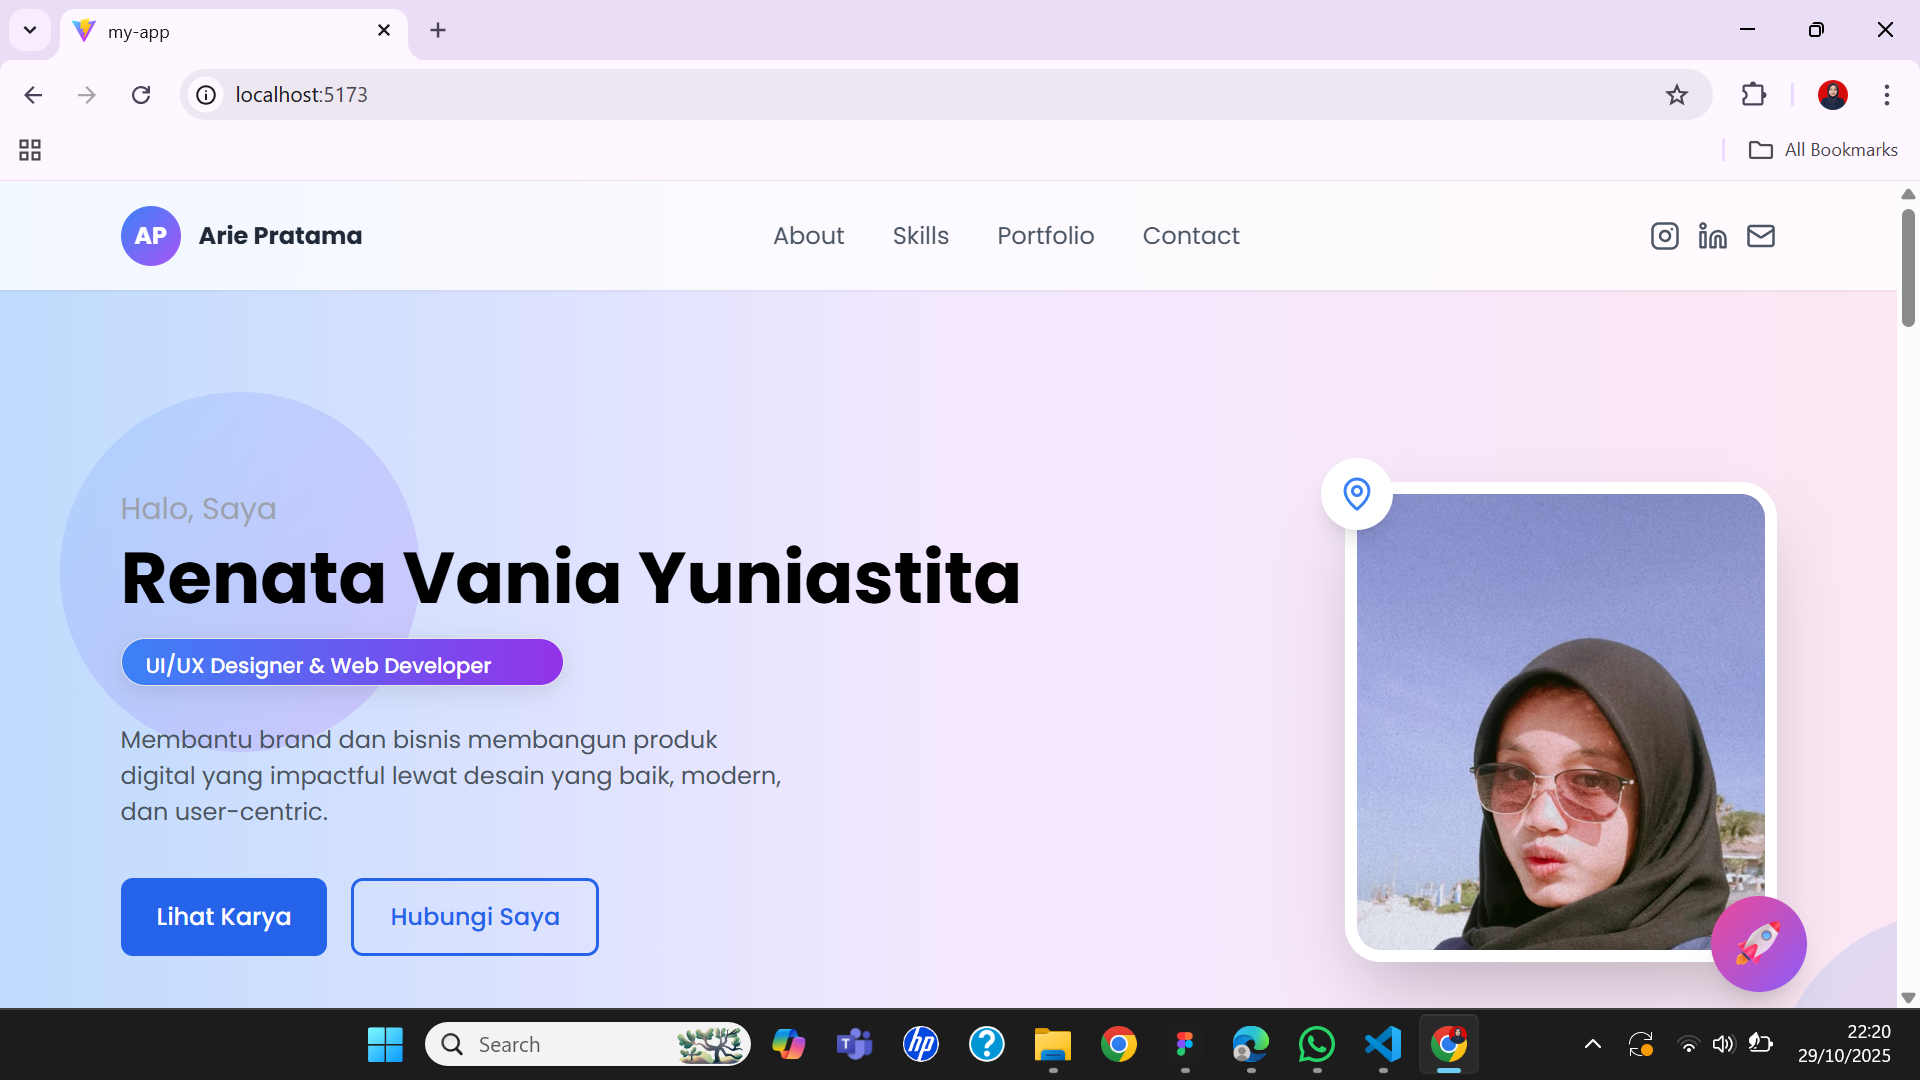 my-app
localhost:5173
All Bookmarks
AP
Arie Pratama
About
Skills
Portfolio
Contact
Halo, Saya
Renata Vania Yuniastita
UI/UX Designer & Web Developer
Membantu brand dan bisnis membangun produk
digital yang impactful lewat desain yang baik, modern,
dan user-centric.
Lihat Karya
Hubungi Saya
Search
T
hp
?
22:20
29/10/2025